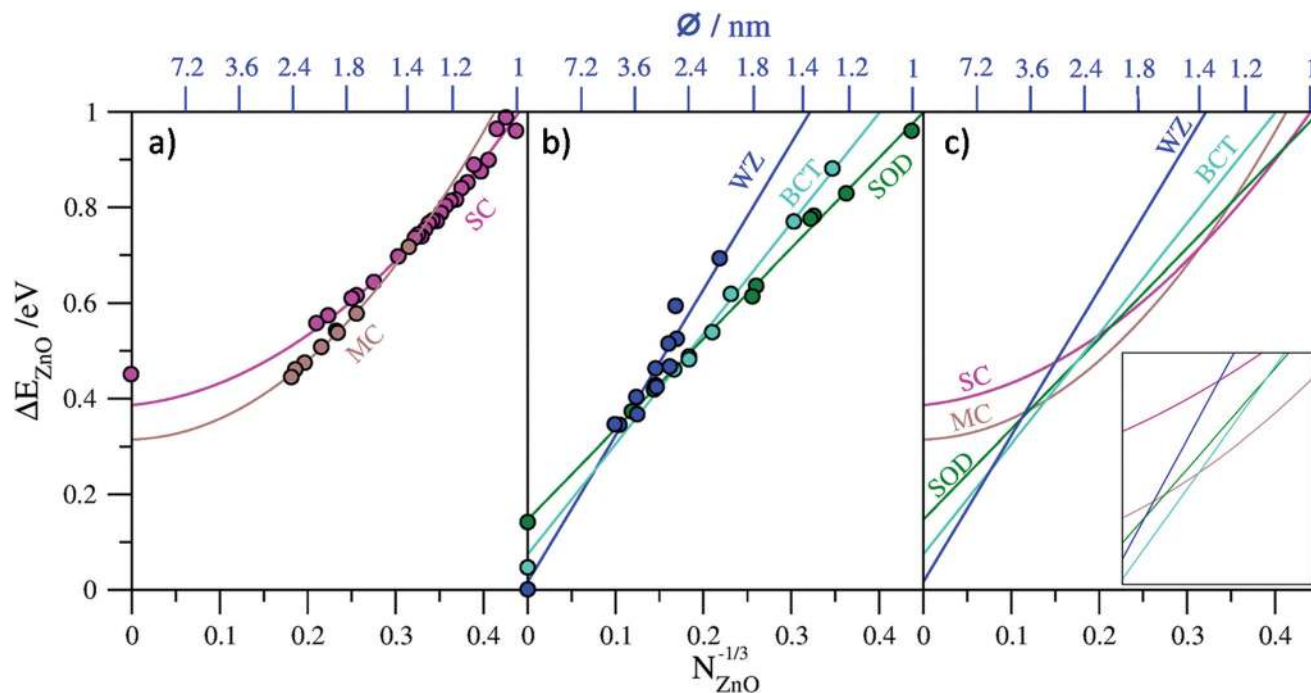 Ø / nm
7.2 3.6 2.4 1.8 1.4 1.2 1 7.2 3.6 2.4 1.8 1.4 1.2 1 7.2 3.6 2.4 1.8 1.4 1.2 1
1
a) b) c)
WZ BCT SOD WZ BCT
0.8
SC
0.6
MC
0.4
SC
MC
SOD
0.2
0
ΔE_ZnO /eV
0 0.1 0.2 0.3 0.4 0 0.1 0.2 0.3 0.4 0 0.1 0.2 0.3 0.4
N_ZnO^-1/3